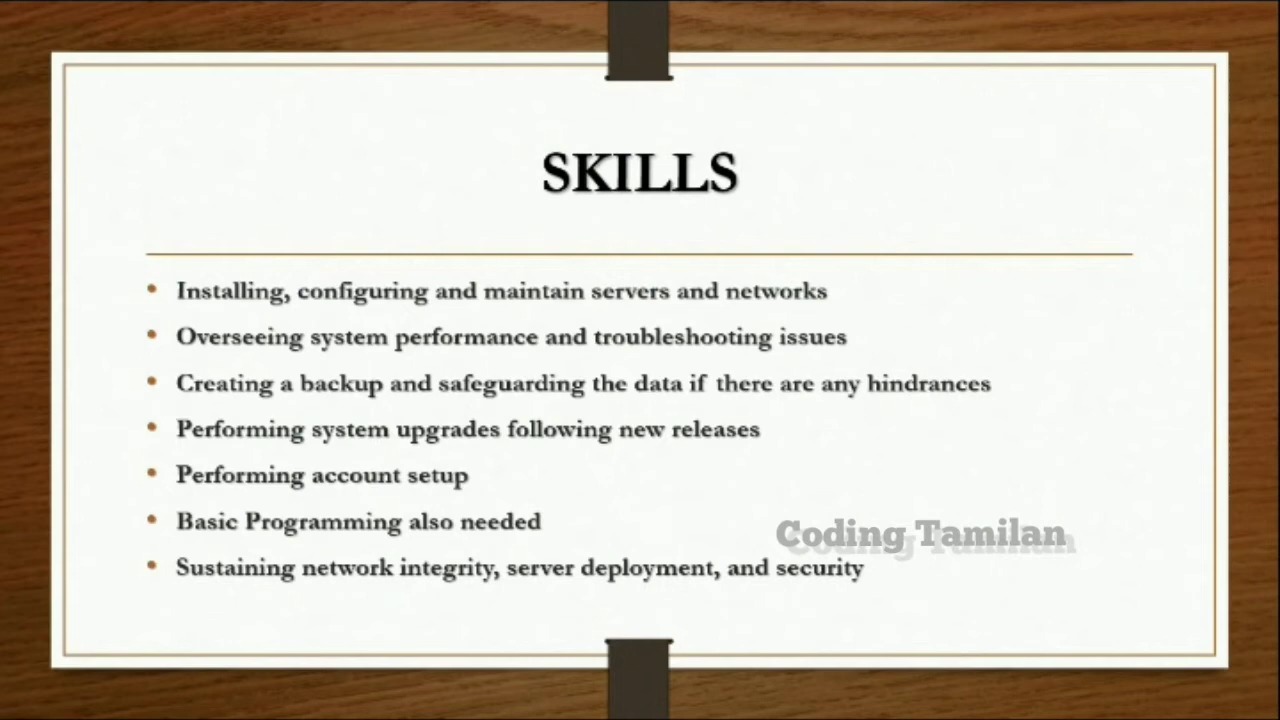 SKILLS
• Installing, configuring and maintain servers and networks
• Overseeing system performance and troubleshooting issues
• Creating a backup and safeguarding the data if there are any hindrances
• Performing system upgrades following new releases
• Performing account setup
• Basic Programming also needed
Coding Tamilan
• Sustaining network integrity, server deployment, and security